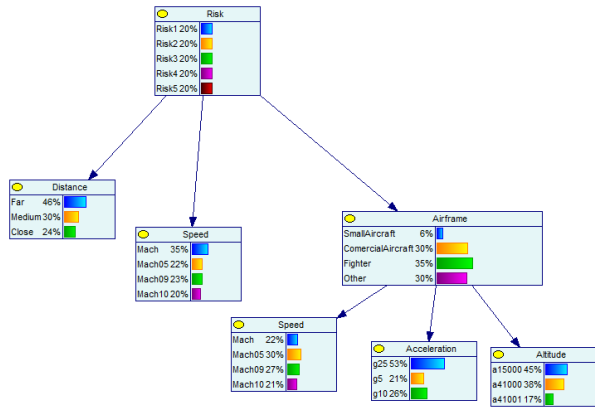 Risk
Risk1 20%
Risk2 20%
Risk3 20%
Risk4 20%
Risk5 20%
Distance
Far 46%
Medium 30%
Close 24%
Speed
Mach 35%
Mach05 22%
Mach09 23%
Mach10 20%
Airframe
SmallAircraft 6%
ComercialAircraft 30%
Fighter 35%
Other 30%
Speed
Mach 22%
Mach05 30%
Mach09 27%
Mach10 21%
Acceleration
g25 53%
g5 21%
g10 26%
Altitude
a15000 45%
a41000 38%
a41001 17%